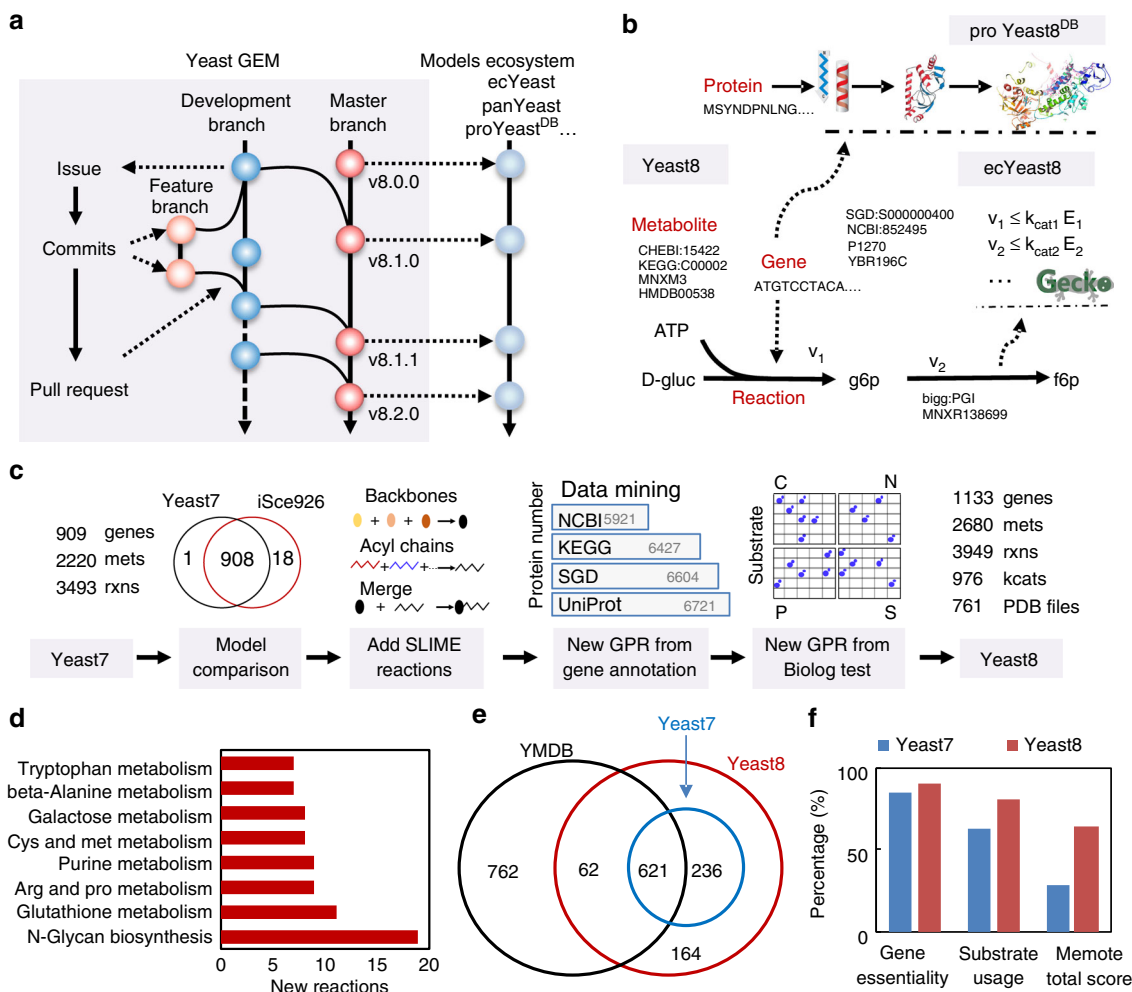 a
Yeast GEM
Models ecosystem
ecYeast
panYeast
proYeastDB...
Development
branch
Master
branch
Issue
Feature
branch
Commits
Pull request
v8.0.0
v8.1.0
v8.1.1
v8.2.0
b
pro Yeast8DB
Protein
MSYNDPNLNG....
Yeast8
ecYeast8
Metabolite
CHEBI:15422
KEGG:C00002
MNXM3
HMDB00538
Gene
ATGTCCTACA....
SGD:S000000400
NCBI:852495
P1270
YBR196C
v1 ≤ kcat1 E1
v2 ≤ kcat2 E2
...
Gecko
ATP
D-gluc
v1
Reaction
g6p
v2
bigg:PGI
MNXR138699
f6p
c
909 genes
2220 mets
3493 rxns
Yeast7
iSce926
1
908
18
Backbones
+ +
Acyl chains
+ +...
Merge
+
Data mining
Protein number
NCBI 5921
KEGG 6427
SGD 6604
UniProt 6721
C
N
Substrate
P
S
1133 genes
2680 mets
3949 rxns
976 kcats
761 PDB files
Yeast7
Model
comparison
Add SLIME
reactions
New GPR from
gene annotation
New GPR from
Biolog test
Yeast8
d
Tryptophan metabolism
beta-Alanine metabolism
Galactose metabolism
Cys and met metabolism
Purine metabolism
Arg and pro metabolism
Glutathione metabolism
N-Glycan biosynthesis
0 5 10 15 20
New reactions
e
Yeast7
YMDB
Yeast8
762
62
621
236
164
f
Yeast7
Yeast8
Percentage (%)
100
50
0
Gene
essentiality
Substrate
usage
Memote
total score